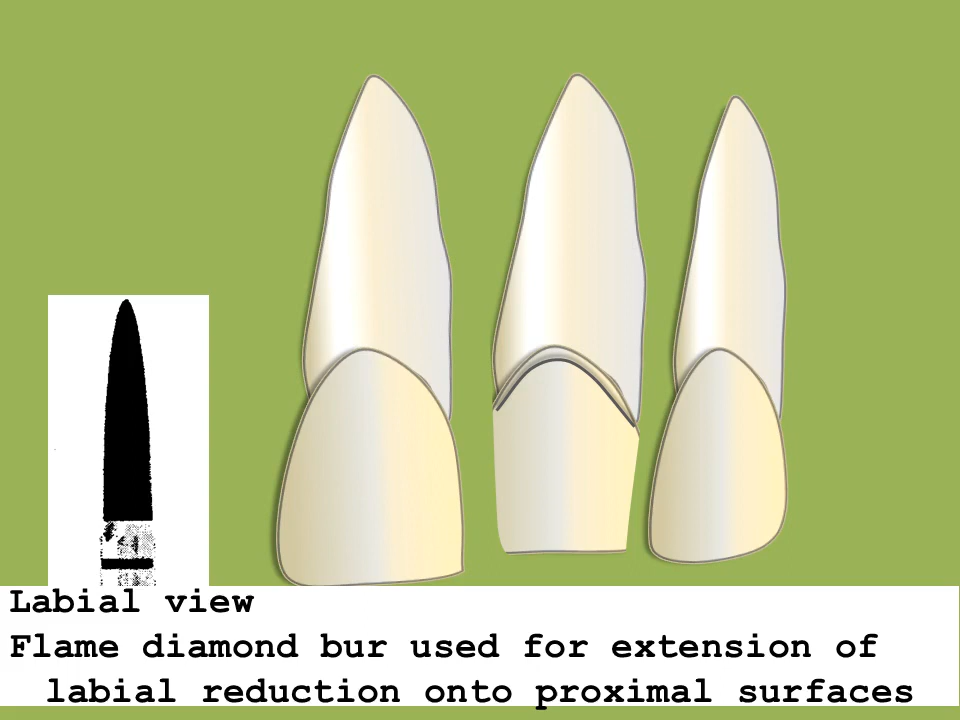 Labial view
Flame diamond bur used for extension of
labial reduction onto proximal surfaces